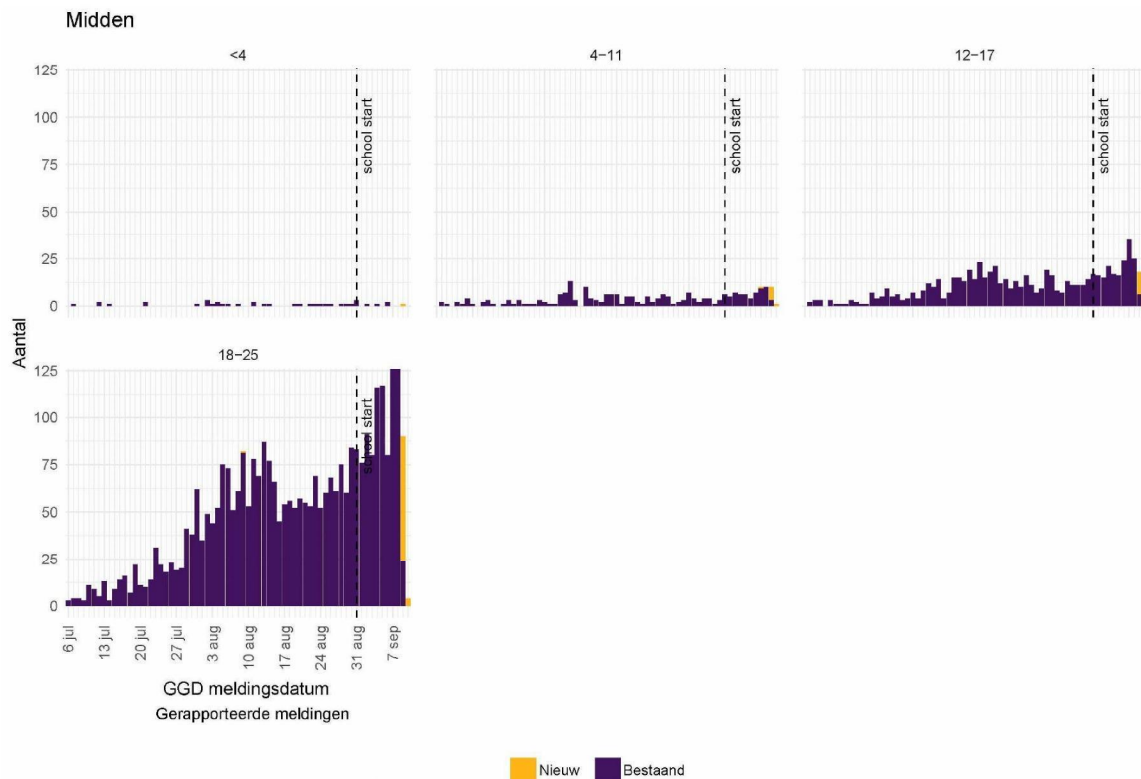 Midden
<4
4−11
12−17
125
100
75
50
25
0
school start
school start
school start
Aantal
18−25
125
100
75
50
25
0
school start
6 jul
13 jul
20 jul
27 jul
3 aug
10 aug
17 aug
24 aug
31 aug
7 sep
GGD meldingsdatum
Gerapporteerde meldingen
Nieuw
Bestaand